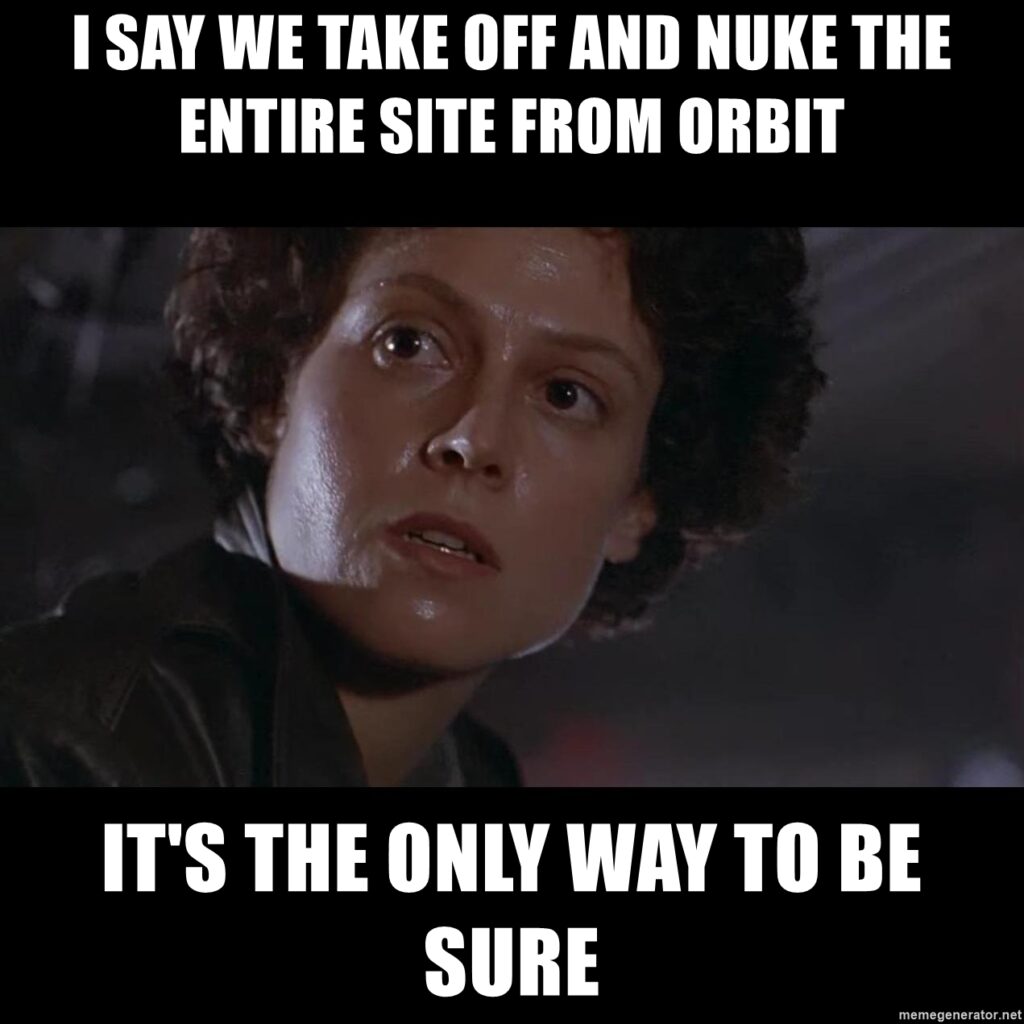 I SAY WE TAKE OFF AND NUKE THE
ENTIRE SITE FROM ORBIT
IT'S THE ONLY WAY TO BE
SURE
memegenerator.net